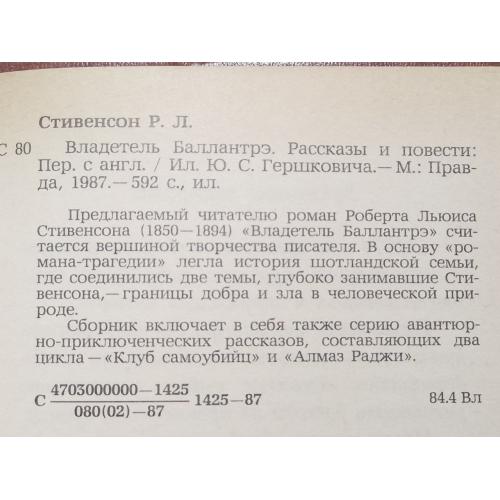 Стивенсон Р. Л.
С 80 Владетель Баллантрэ. Рассказы и повести:
Пер. с англ. / Ил. Ю. С. Гершковича.— М.: Прав-
да, 1987.— 592 с., ил.
Предлагаемый читателю роман Роберта Льюиса
Стивенсона (1850—1894) «Владетель Баллантрэ» счи-
тается вершиной творчества писателя. В основу «ро-
мана-трагедии» легла история шотландской семьи,
где соединились две темы, глубоко занимавшие Сти-
венсона,— границы добра и зла в человеческой при-
роде.
Сборник включает в себя также серию авантюр-
но-приключенческих рассказов, составляющих два
цикла — «Клуб самоубийц» и «Алмаз Раджи».
4703000000—1425
С 1425—87 84.4 Вл
080(02)—87